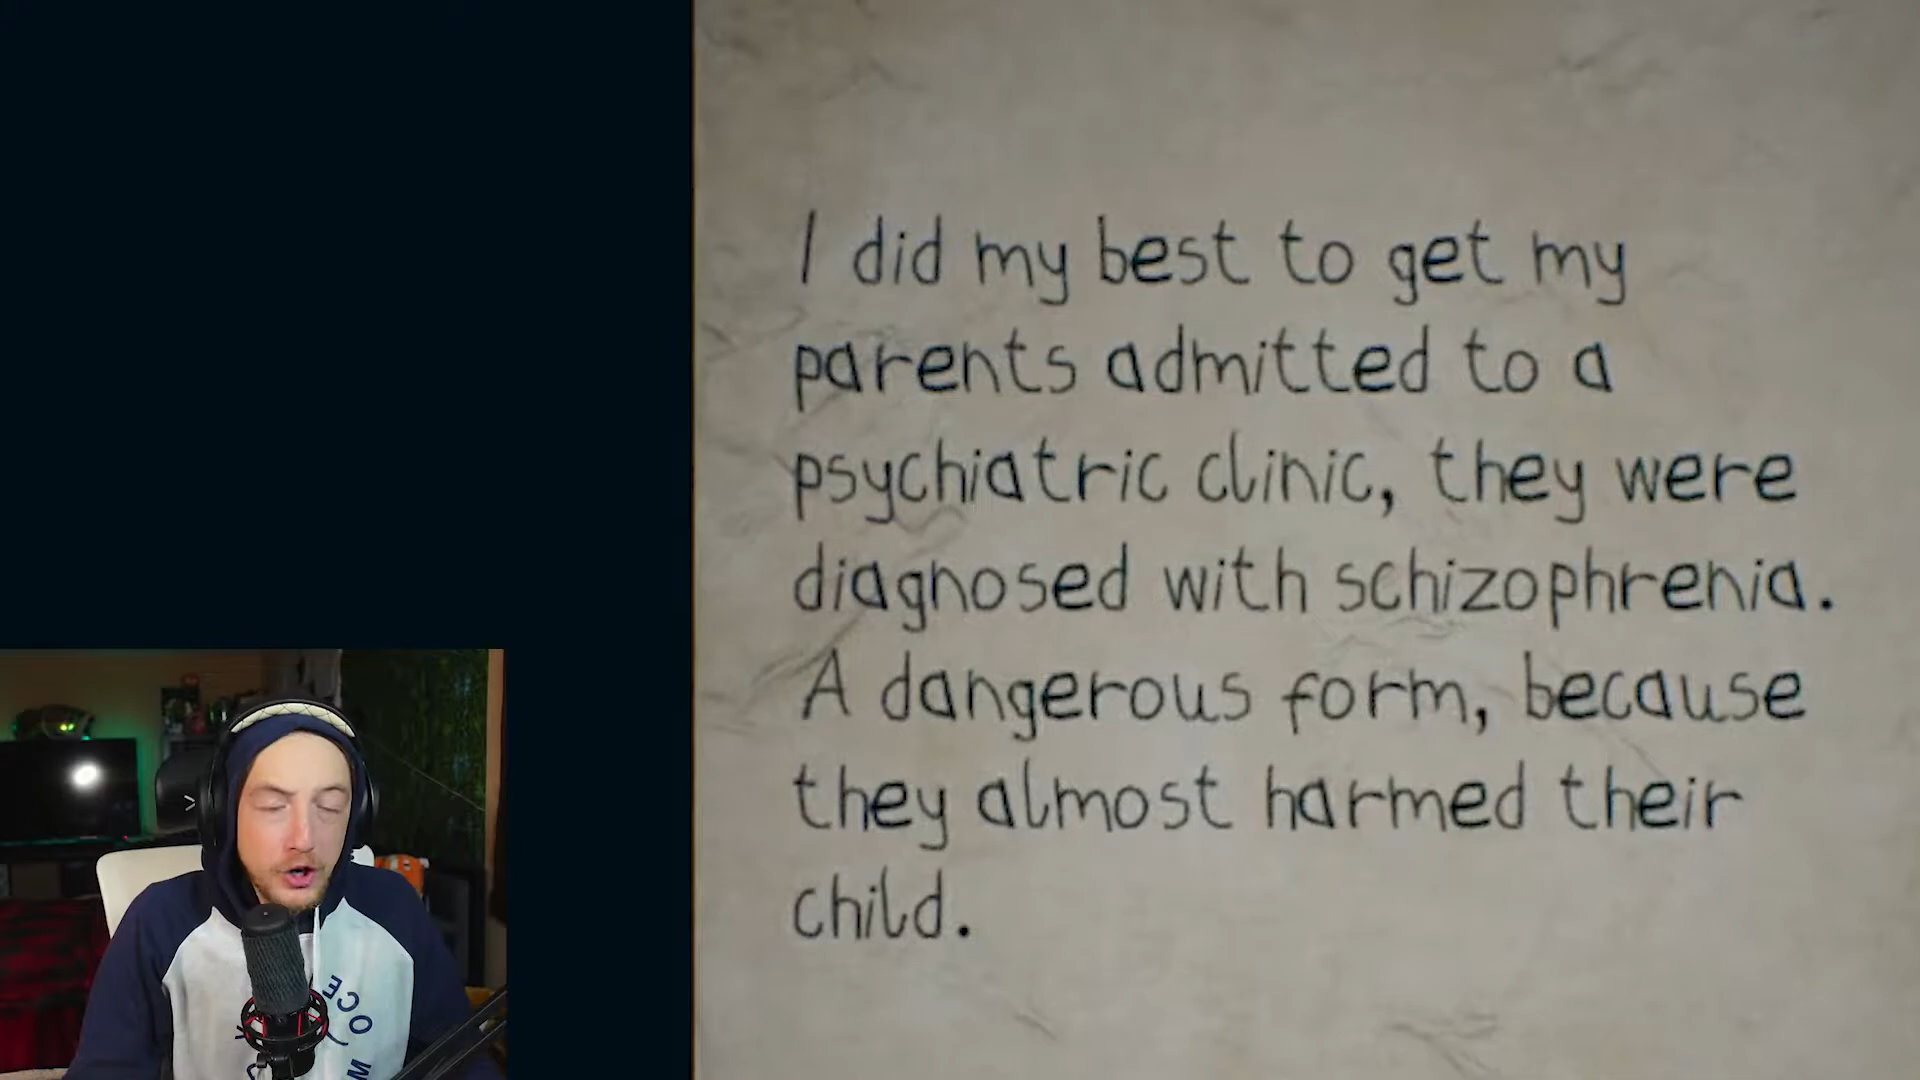 I did my best to get my
parents admitted to a
psychiatric clinic, they were
diagnosed with schizophrenia.
A dangerous form, because
they almost harmed their
child.